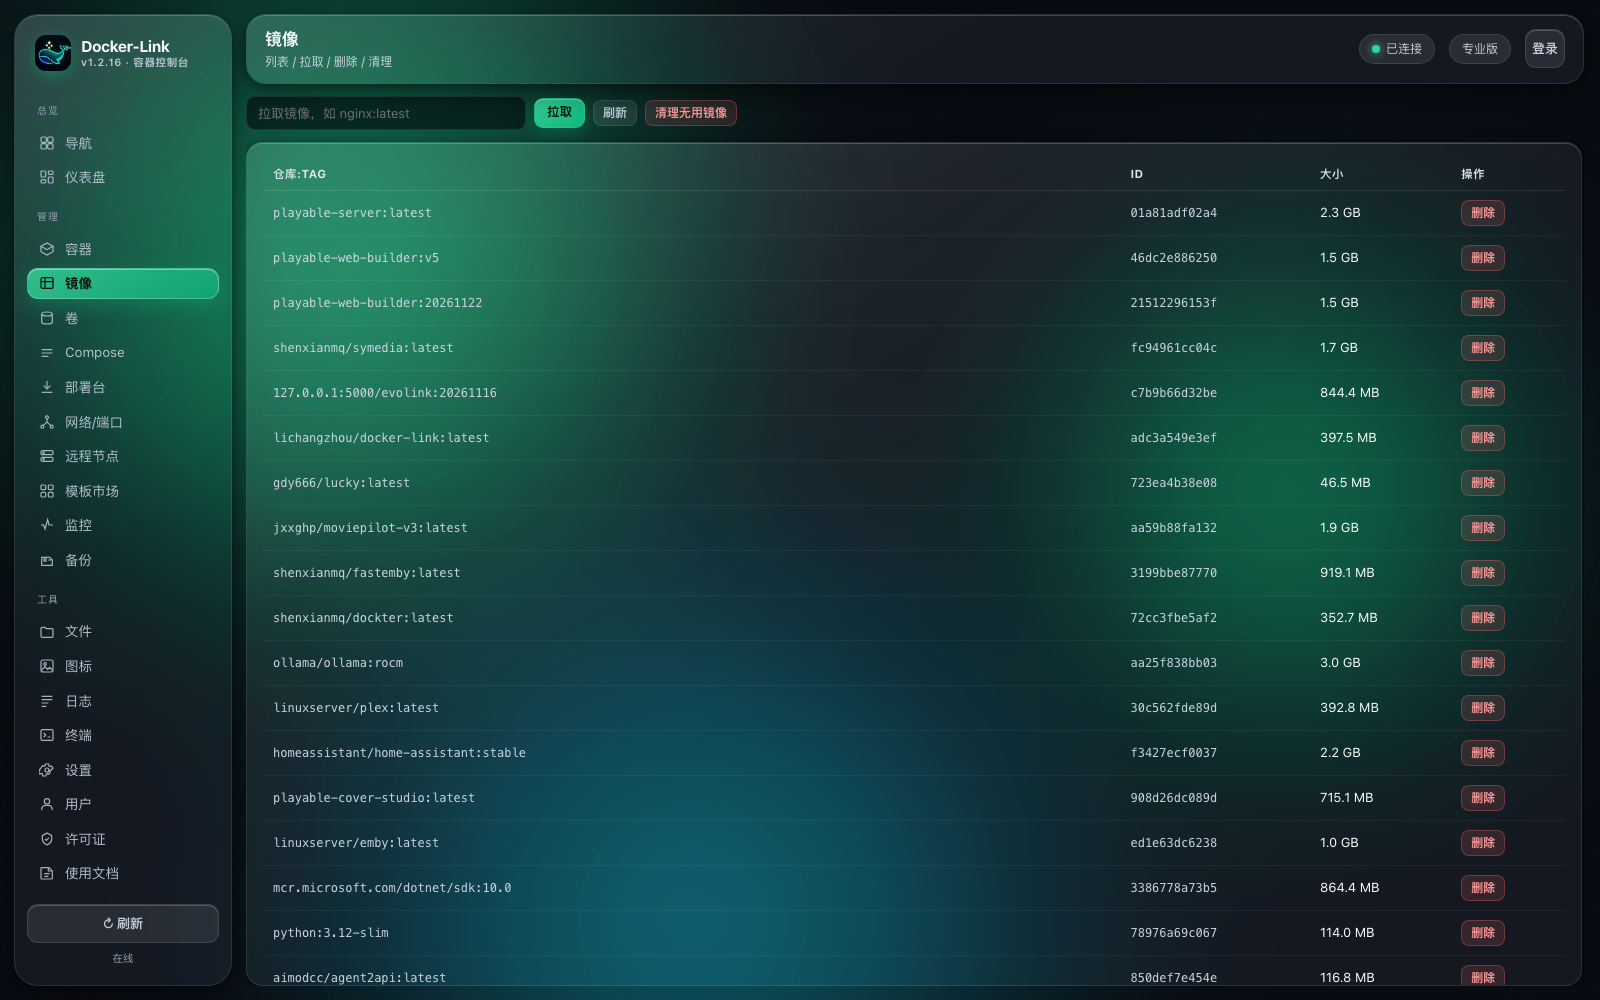 Docker-Link
v1.2.16 · 容器控制台
总览
导航
仪表盘
管理
容器
镜像
卷
Compose
部署台
网络/端口
远程节点
模板市场
监控
备份
工具
文件
图标
日志
终端
设置
用户
许可证
使用文档
↻ 刷新
在线
镜像
列表 / 拉取 / 删除 / 清理
已连接
专业版
登录
拉取镜像，如 nginx:latest
拉取
刷新
清理无用镜像
仓库:TAG ID 大小 操作
playable-server:latest 01a81adf02a4 2.3 GB 删除
playable-web-builder:v5 46dc2e886250 1.5 GB 删除
playable-web-builder:20261122 21512296153f 1.5 GB 删除
shenxianmq/symedia:latest fc94961cc04c 1.7 GB 删除
127.0.0.1:5000/evolink:20261116 c7b9b66d32be 844.4 MB 删除
lichangzhou/docker-link:latest adc3a549e3ef 397.5 MB 删除
gdy666/lucky:latest 723ea4b38e08 46.5 MB 删除
jxxghp/moviepilot-v3:latest aa59b88fa132 1.9 GB 删除
shenxianmq/fastemby:latest 3199bbe87770 919.1 MB 删除
shenxianmq/dockter:latest 72cc3fbe5af2 352.7 MB 删除
ollama/ollama:rocm aa25f838bb03 3.0 GB 删除
linuxserver/plex:latest 30c562fde89d 392.8 MB 删除
homeassistant/home-assistant:stable f3427ecf0037 2.2 GB 删除
playable-cover-studio:latest 908d26dc089d 715.1 MB 删除
linuxserver/emby:latest ed1e63dc6238 1.0 GB 删除
mcr.microsoft.com/dotnet/sdk:10.0 3386778a73b5 864.4 MB 删除
python:3.12-slim 78976a69c067 114.0 MB 删除
aimodcc/agent2api:latest 850def7e454e 116.8 MB 删除